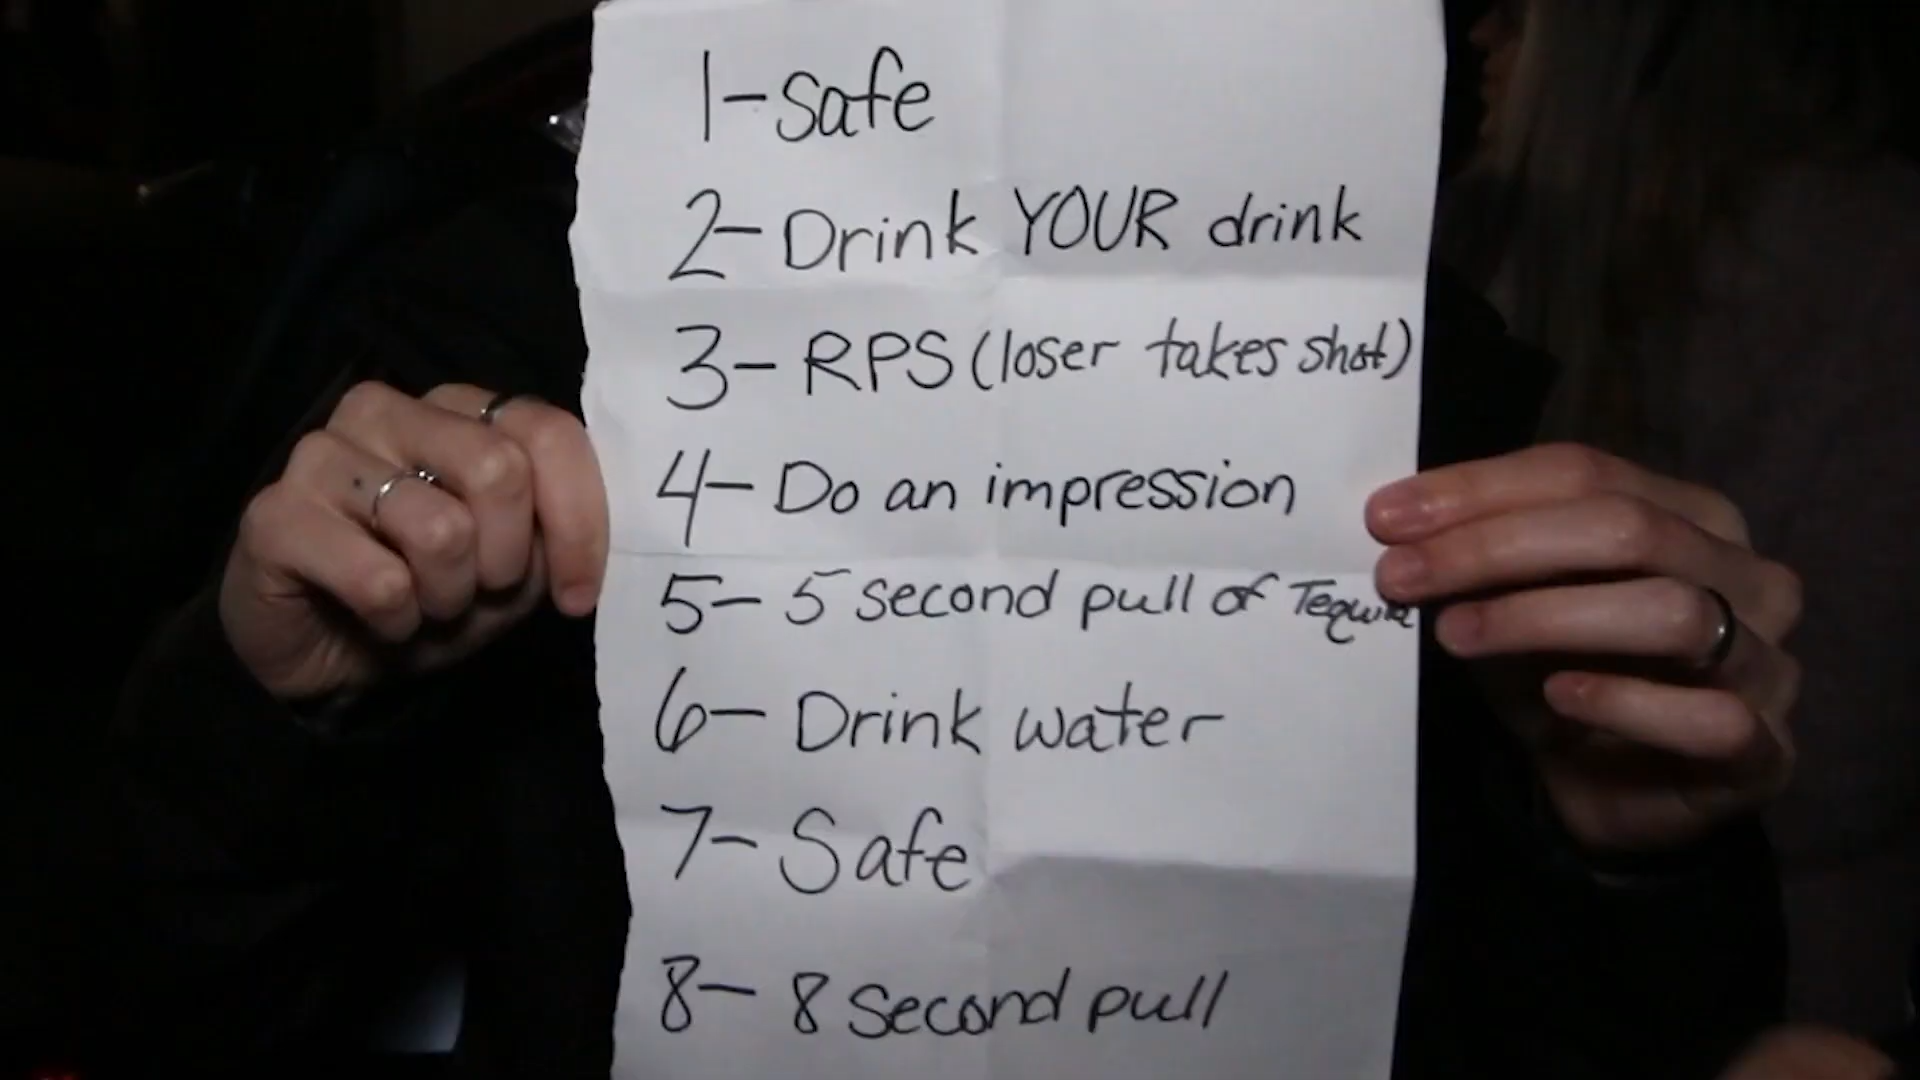 1-Safe
2-Drink YOUR drink
3-RPS (loser takes shot)
4-Do an impression
5-5 second pull of Tequila
6-Drink water
7-Safe
8-8 Second pull